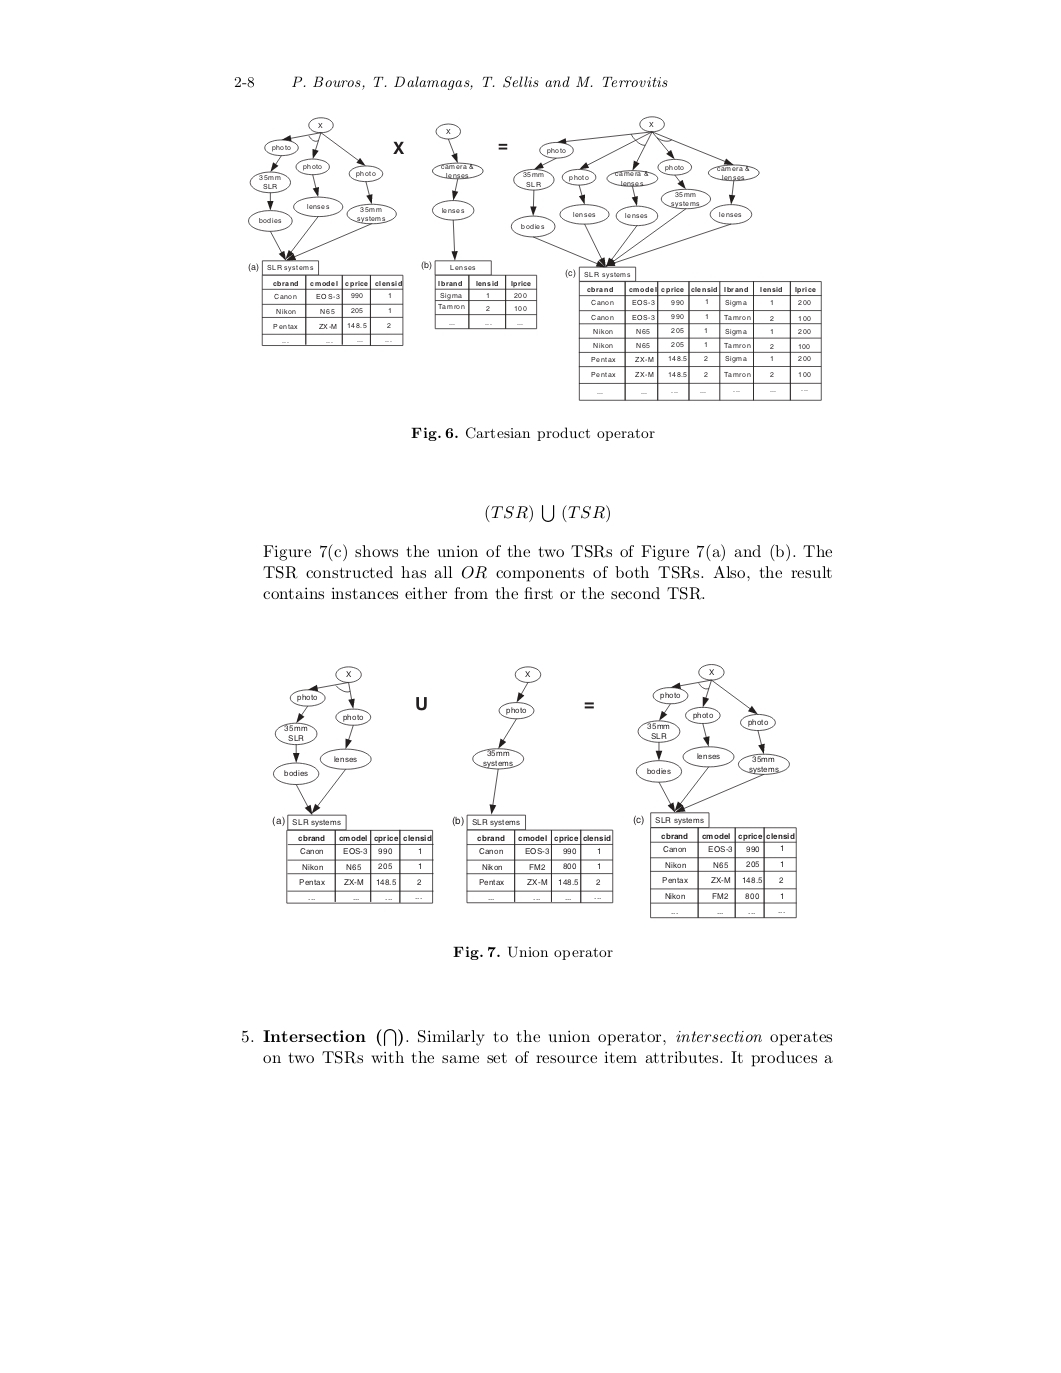 2-8 P. Bouros, T. Dalamagas, T. Sellis and M. Terrovitis
X
photo
photo
photo
35mm
SLR
lenses
35mm
systems
bodies
X
X
camera &
lenses
lenses
=
X
photo
35mm
SLR
photo
camera &
lenses
photo
camera &
lenses
35mm
systems
lenses
lenses
lenses
bodies
(a) SLR systems
cbrand cmodel cprice clensid
Canon EOS-3 990 1
Nikon N65 205 1
Pentax ZX-M 148.5 2
... ... ... ...
(b) Lenses
lbrand lensid lprice
Sigma 1 200
Tamron 2 100
... ... ...
(c) SLR systems
cbrand cmodel cprice clensid lbrand lensid lprice
Canon EOS-3 990 1 Sigma 1 200
Canon EOS-3 990 1 Tamron 2 100
Nikon N65 205 1 Sigma 1 200
Nikon N65 205 1 Tamron 2 100
Pentax ZX-M 148.5 2 Sigma 1 200
Pentax ZX-M 148.5 2 Tamron 2 100
... ... ... ... ... ... ...
Fig. 6. Cartesian product operator
(TSR) ⋃ (TSR)
Figure 7(c) shows the union of the two TSRs of Figure 7(a) and (b). The
TSR constructed has all OR components of both TSRs. Also, the result
contains instances either from the first or the second TSR.
X
photo
photo
35mm
SLR
lenses
bodies
U
X
photo
35mm
systems
=
X
photo
photo
photo
35mm
SLR
lenses
35mm
systems
bodies
(a) SLR systems
cbrand cmodel cprice clensid
Canon EOS-3 990 1
Nikon N65 205 1
Pentax ZX-M 148.5 2
... ... ... ...
(b) SLR systems
cbrand cmodel cprice clensid
Canon EOS-3 990 1
Nikon FM2 800 1
Pentax ZX-M 148.5 2
... ... ... ...
(c) SLR systems
cbrand cmodel cprice clensid
Canon EOS-3 990 1
Nikon N65 205 1
Pentax ZX-M 148.5 2
Nikon FM2 800 1
... ... ... ...
Fig. 7. Union operator
5. Intersection (⋂). Similarly to the union operator, intersection operates
on two TSRs with the same set of resource item attributes. It produces a